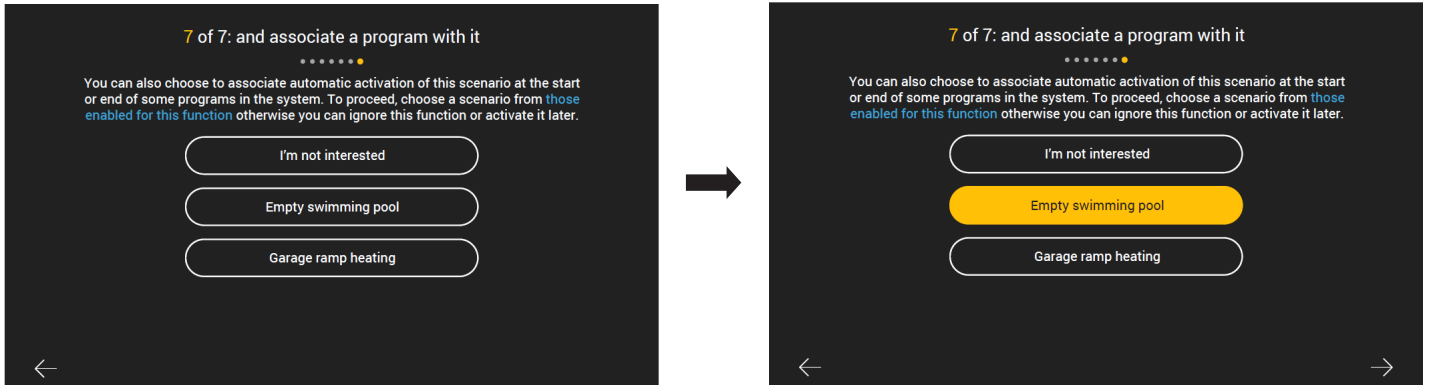 7 of 7: and associate a program with it
You can also choose to associate automatic activation of this scenario at the start
or end of some programs in the system. To proceed, choose a scenario from those
enabled for this function otherwise you can ignore this function or activate it later.
I'm not interested
Empty swimming pool
Garage ramp heating
7 of 7: and associate a program with it
You can also choose to associate automatic activation of this scenario at the start
or end of some programs in the system. To proceed, choose a scenario from those
enabled for this function otherwise you can ignore this function or activate it later.
I'm not interested
Empty swimming pool
Garage ramp heating